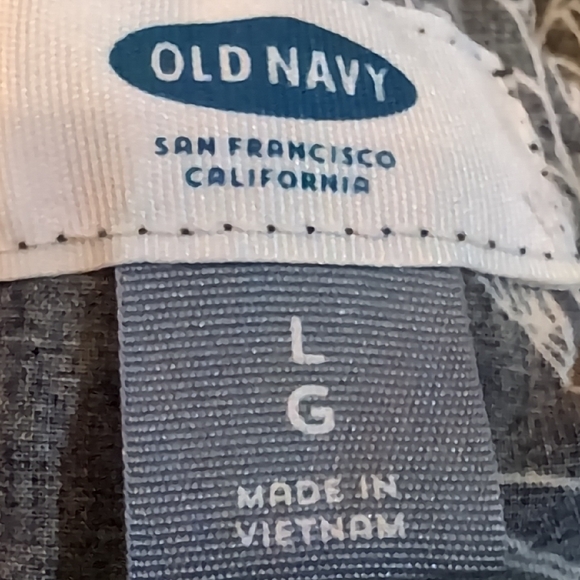 OLD NAVY
SAN FRANCISCO
CALIFORNIA
L
G
MADE IN
VIETNAM